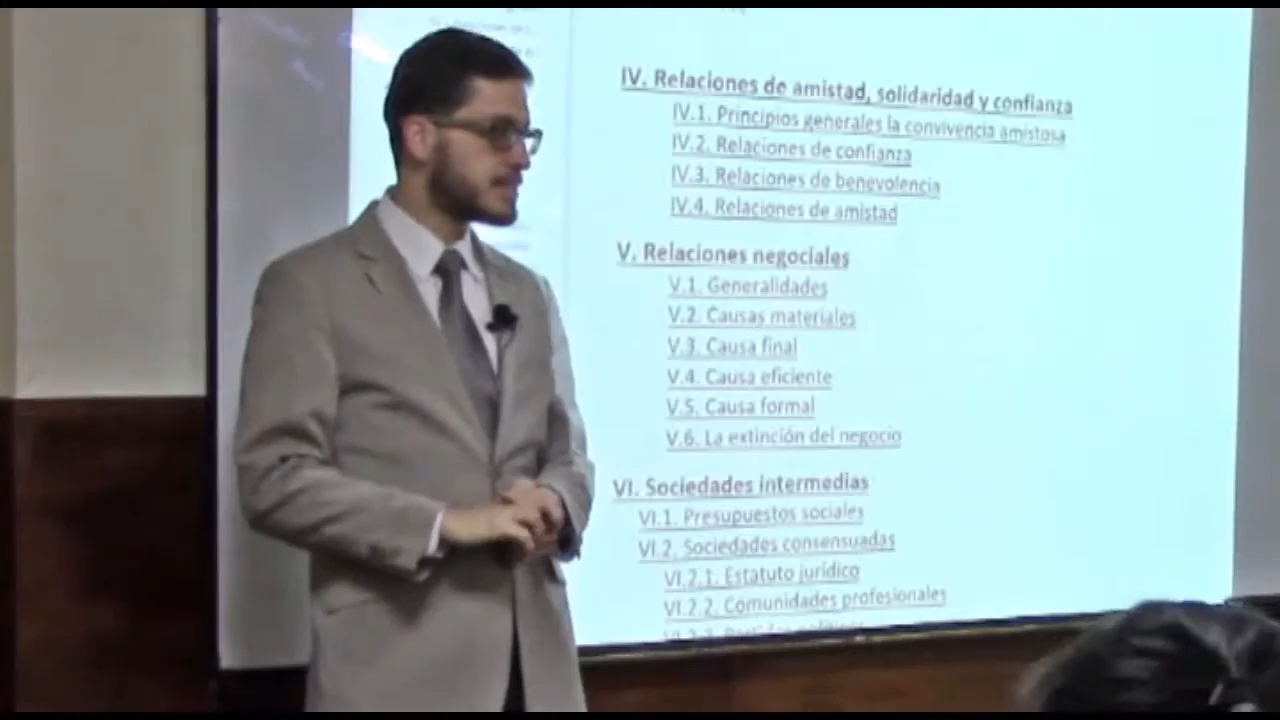 IV. Relaciones de amistad, solidaridad y confianza
IV.1. Principios generales la convivencia amistosa
IV.2. Relaciones de confianza
IV.3. Relaciones de benevolencia
IV.4. Relaciones de amistad
V. Relaciones negociales
V.1. Generalidades
V.2. Causas materiales
V.3. Causa final
V.4. Causa eficiente
V.5. Causa formal
V.6. La extinción del negocio
VI. Sociedades intermedias
VI.1. Presupuestos sociales
VI.2. Sociedades consensuadas
VI.2.1. Estatuto jurídico
VI.2.2. Comunidades profesionales